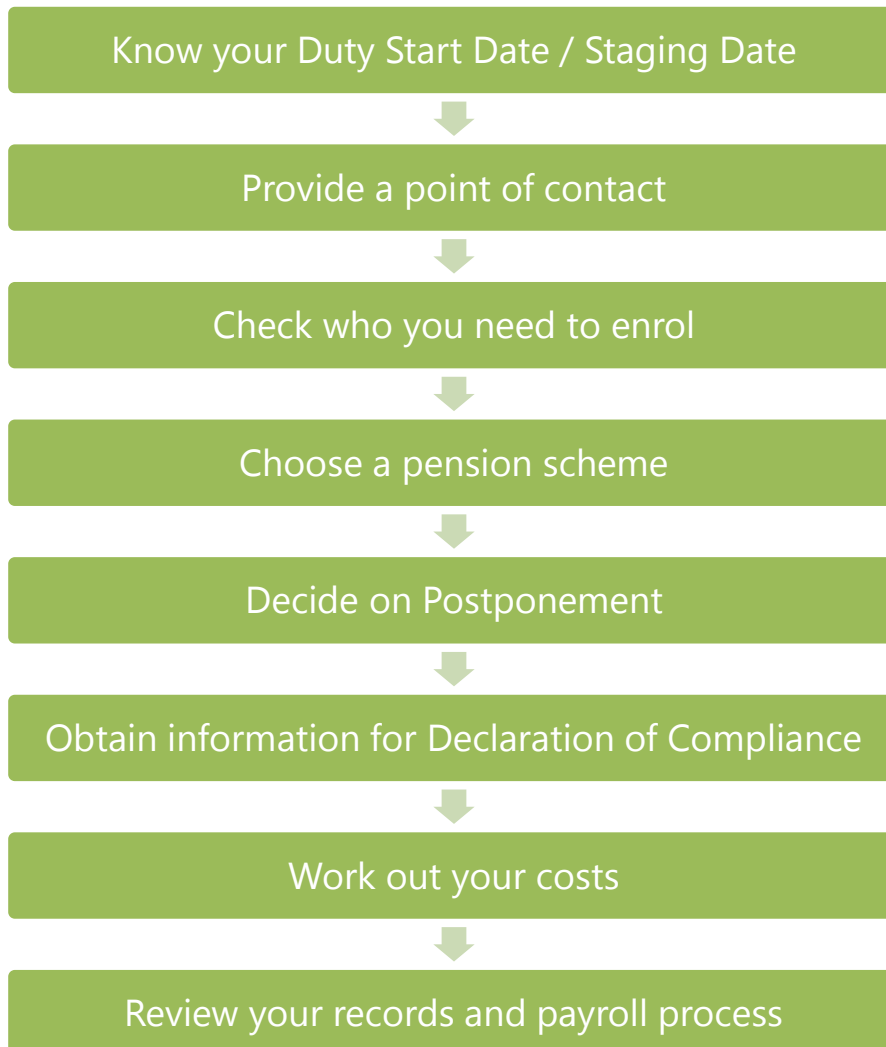 Know your Duty Start Date / Staging Date
Provide a point of contact
Check who you need to enrol
Choose a pension scheme
Decide on Postponement
Obtain information for Declaration of Compliance
Work out your costs
Review your records and payroll process